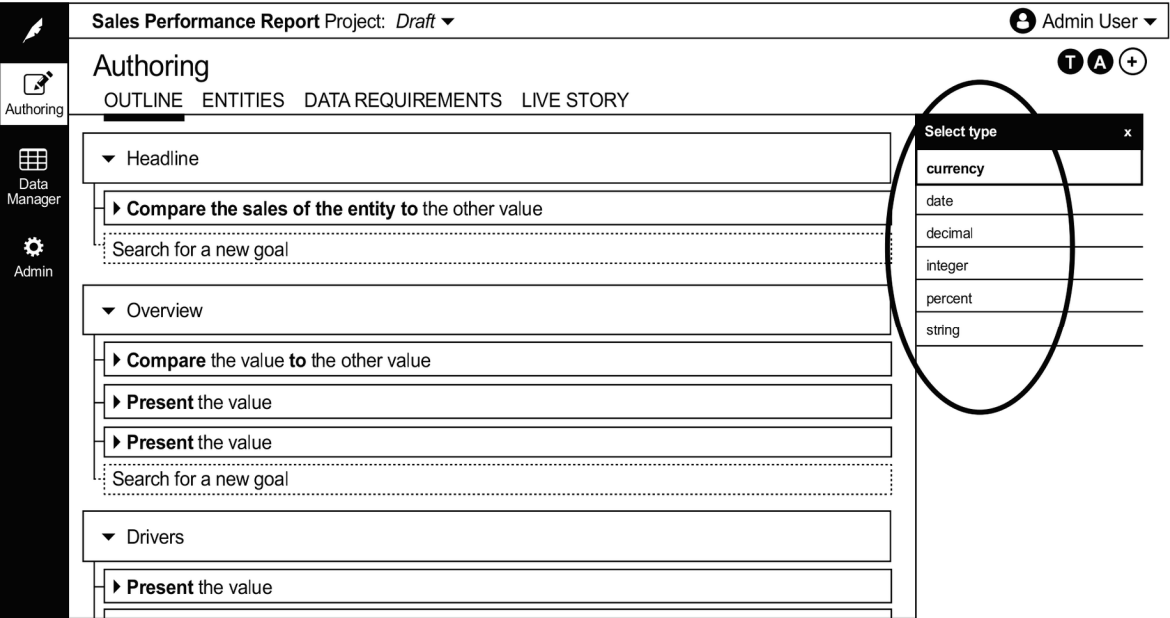 Sales Performance Report Project: Draft
Admin User
Authoring
T A +
OUTLINE ENTITIES DATA REQUIREMENTS LIVE STORY
Authoring
Data
Manager
Admin
Headline
Compare the sales of the entity to the other value
Search for a new goal
Overview
Compare the value to the other value
Present the value
Present the value
Search for a new goal
Drivers
Present the value
Select type x
currency
date
decimal
integer
percent
string